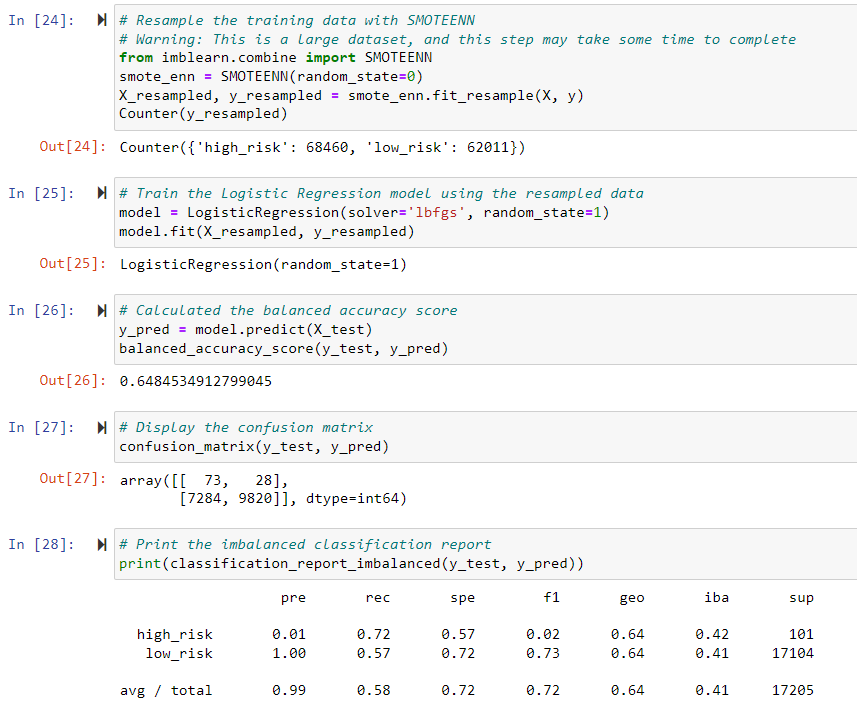 In [24]: # Resample the training data with SMOTEENN
# Warning: This is a large dataset, and this step may take some time to complete
from imblearn.combine import SMOTEENN
smote_enn = SMOTEENN(random_state=0)
X_resampled, y_resampled = smote_enn.fit_resample(X, y)
Counter(y_resampled)
Out[24]: Counter({'high_risk': 68460, 'low_risk': 62011})
In [25]: # Train the Logistic Regression model using the resampled data
model = LogisticRegression(solver='lbfgs', random_state=1)
model.fit(X_resampled, y_resampled)
Out[25]: LogisticRegression(random_state=1)
In [26]: # Calculated the balanced accuracy score
y_pred = model.predict(X_test)
balanced_accuracy_score(y_test, y_pred)
Out[26]: 0.6484534912799045
In [27]: # Display the confusion matrix
confusion_matrix(y_test, y_pred)
Out[27]: array([[  73,   28],
       [7284, 9820]], dtype=int64)
In [28]: # Print the imbalanced classification report
print(classification_report_imbalanced(y_test, y_pred))
pre rec spe f1 geo iba sup
high_risk 0.01 0.72 0.57 0.02 0.64 0.42 101
low_risk 1.00 0.57 0.72 0.73 0.64 0.41 17104
avg / total 0.99 0.58 0.72 0.72 0.64 0.41 17205